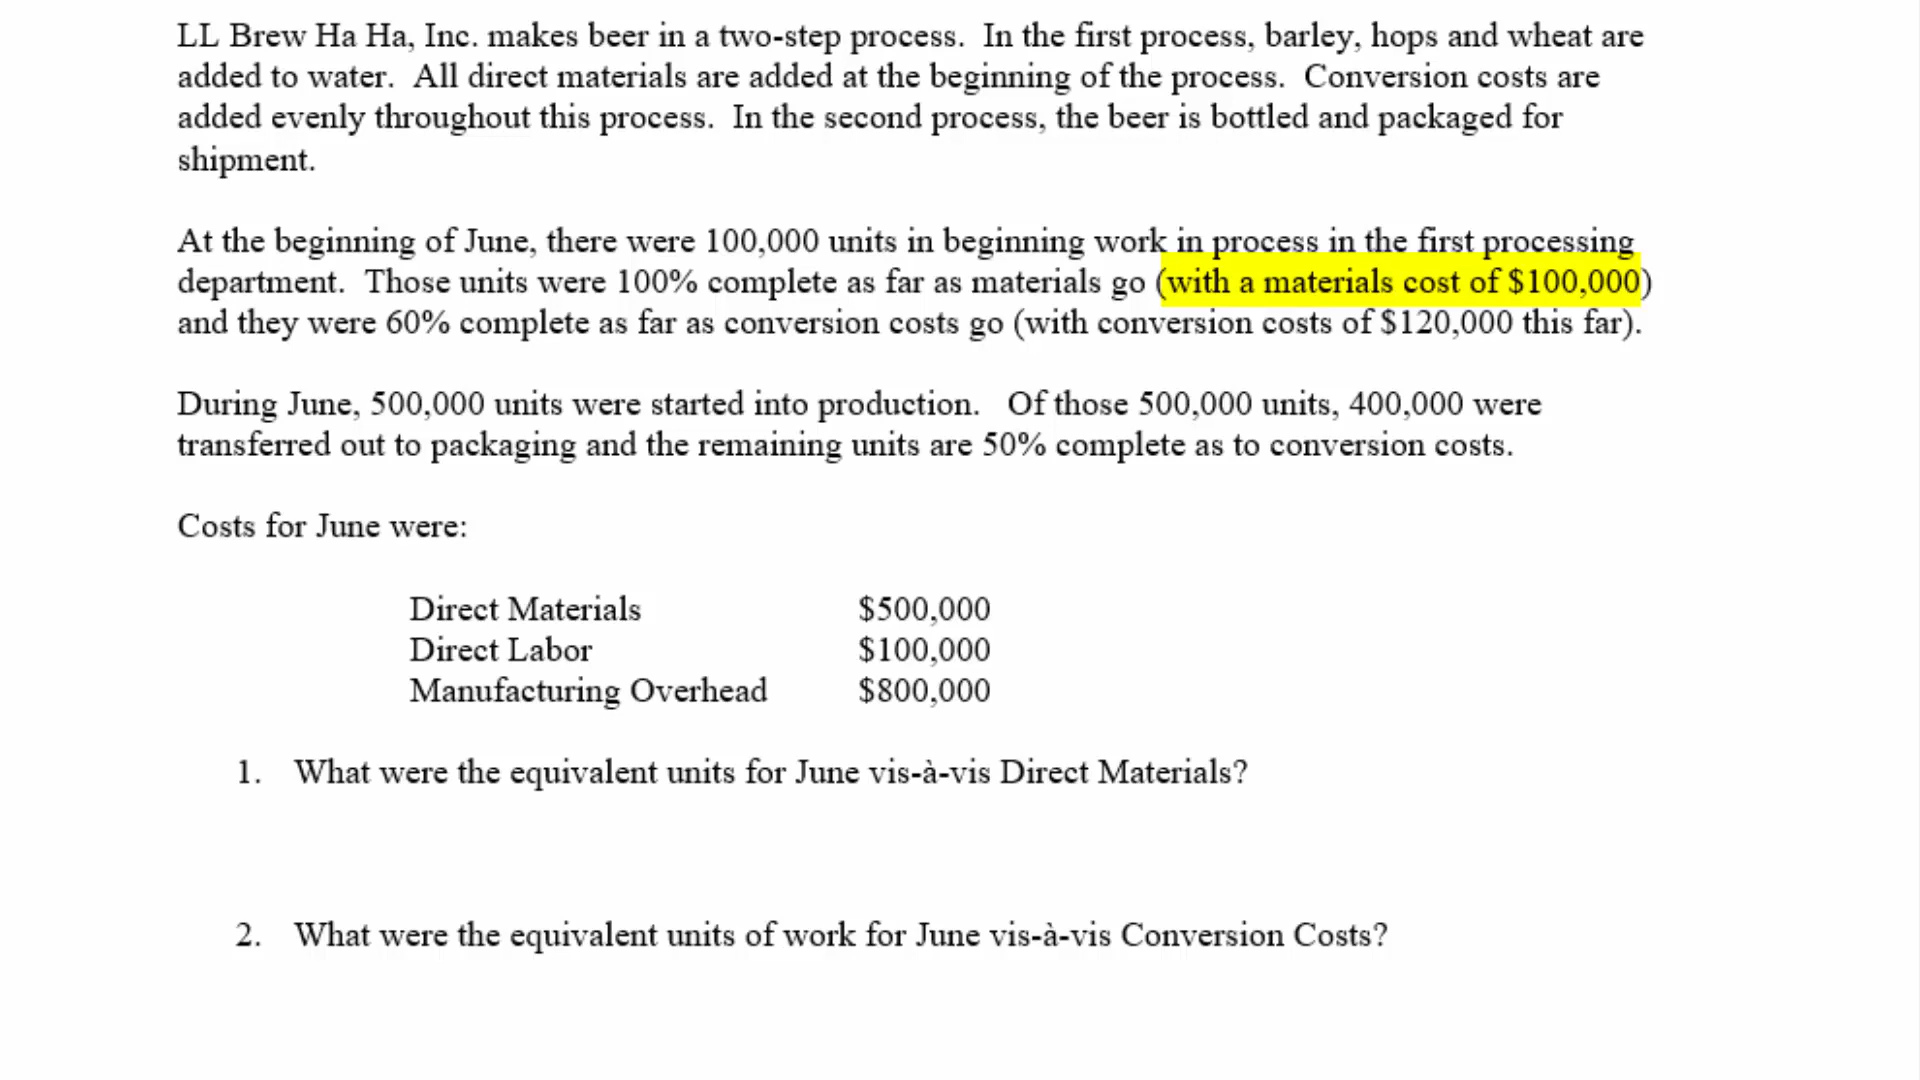 LL Brew Ha Ha, Inc. makes beer in a two-step process.  In the first process, barley, hops and wheat are
added to water.  All direct materials are added at the beginning of the process.  Conversion costs are
added evenly throughout this process.  In the second process, the beer is bottled and packaged for
shipment.
At the beginning of June, there were 100,000 units in beginning work in process in the first processing
department.  Those units were 100% complete as far as materials go (with a materials cost of $100,000)
and they were 60% complete as far as conversion costs go (with conversion costs of $120,000 this far).
During June, 500,000 units were started into production.   Of those 500,000 units, 400,000 were
transferred out to packaging and the remaining units are 50% complete as to conversion costs.
Costs for June were:
Direct Materials $500,000
Direct Labor $100,000
Manufacturing Overhead $800,000
1. What were the equivalent units for June vis-à-vis Direct Materials?
2. What were the equivalent units of work for June vis-à-vis Conversion Costs?